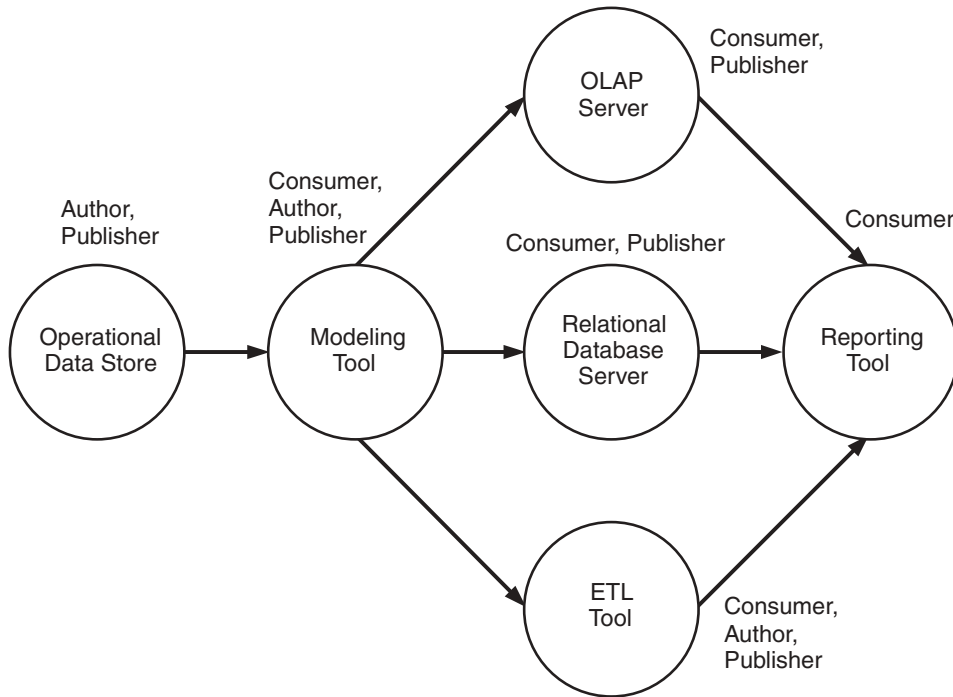 OLAP
Server
Consumer,
Publisher
Author,
Publisher
Consumer,
Author,
Publisher
Consumer, Publisher
Consumer
Operational
Data Store
Modeling
Tool
Relational
Database
Server
Reporting
Tool
ETL
Tool
Consumer,
Author,
Publisher